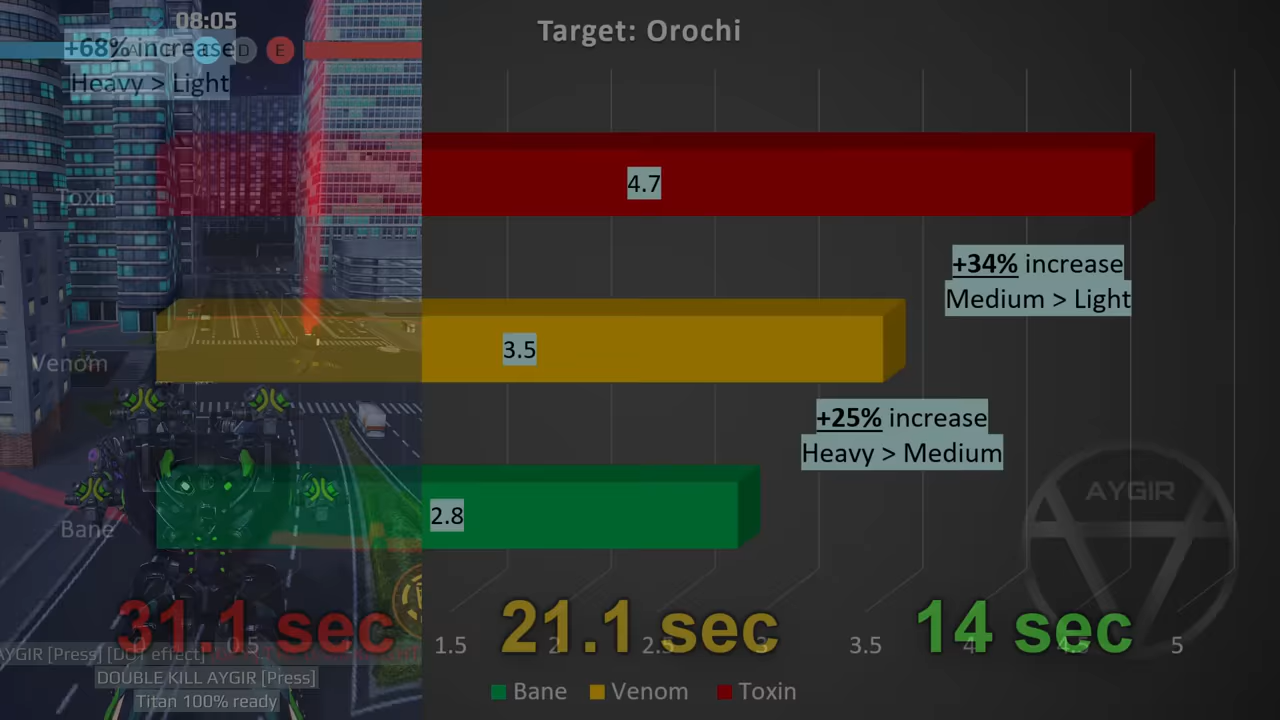 08:05
Target: Orochi
+68% increase
Heavy > Light
D E
Toxin
4.7
+34% increase
Medium > Light
Venom
3.5
+25% increase
Heavy > Medium
Bane
2.8
AYGIR
31.1 sec 21.1 sec 14 sec
0.5 1.5 2 2.5 3 3.5 4 4.5 5
AYGIR [Press] [DOT effect]
DOUBLE KILL AYGIR [Press]
Titan 100% ready
Bane Venom Toxin